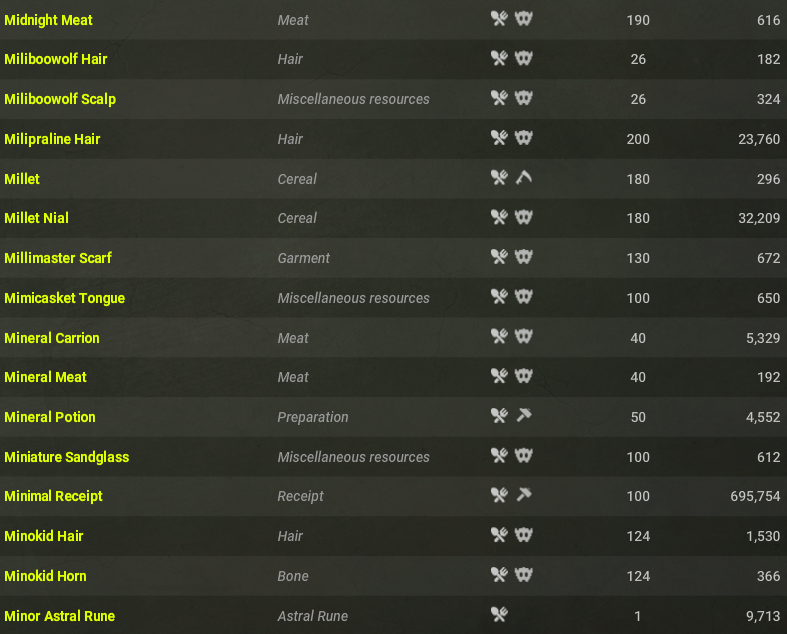 Midnight Meat Meat 190 616
Miliboowolf Hair Hair 26 182
Miliboowolf Scalp Miscellaneous resources 26 324
Milipraline Hair Hair 200 23,760
Millet Cereal 180 296
Millet Nial Cereal 180 32,209
Millimaster Scarf Garment 130 672
Mimicasket Tongue Miscellaneous resources 100 650
Mineral Carrion Meat 40 5,329
Mineral Meat Meat 40 192
Mineral Potion Preparation 50 4,552
Miniature Sandglass Miscellaneous resources 100 612
Minimal Receipt Receipt 100 695,754
Minokid Hair Hair 124 1,530
Minokid Horn Bone 124 366
Minor Astral Rune Astral Rune 1 9,713